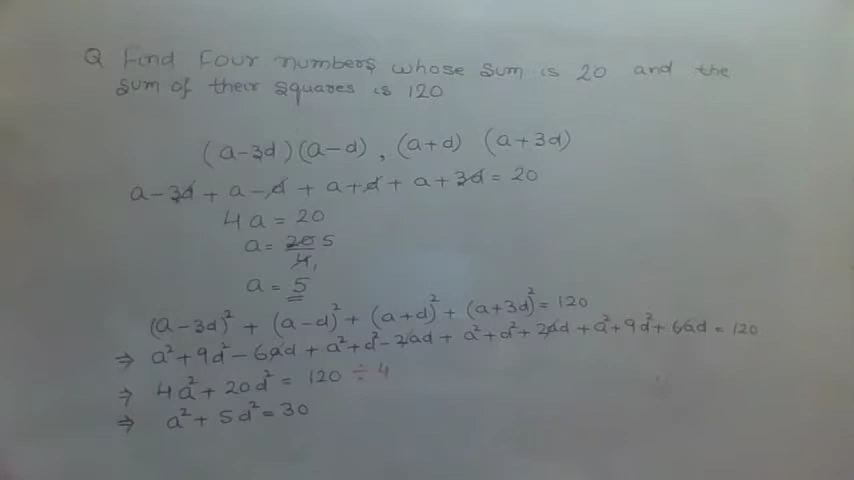 Q Find Four numbers whose sum is 20 and the
sum of their squares is 120
(a-3d)(a-d), (a+d) (a+3d)
a-3d + a-d + a+d + a+3d = 20
4a = 20
a = 20/4 5
1
a = 5
(a-3d)² + (a-d)² + (a+d)² + (a+3d)² = 120
⇒ a²+9d²-6ad + a²+d²-2ad + a²+d²+2ad + a²+9d²+6ad = 120
⇒ 4a²+20d² = 120 ÷ 4
⇒ a²+5d² = 30